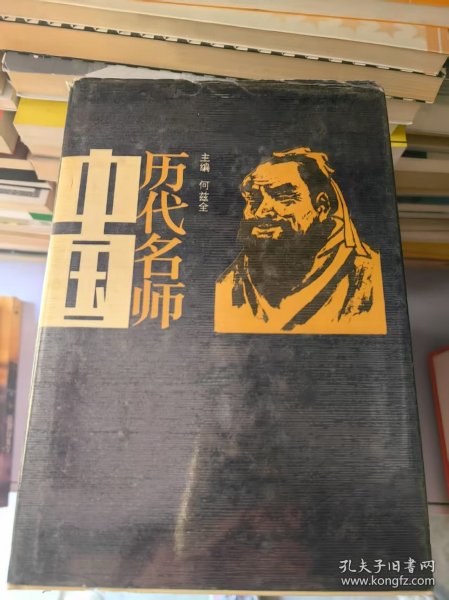 中国
历代名师
主编 何兹全
孔夫子旧书网
www.kongfz.com